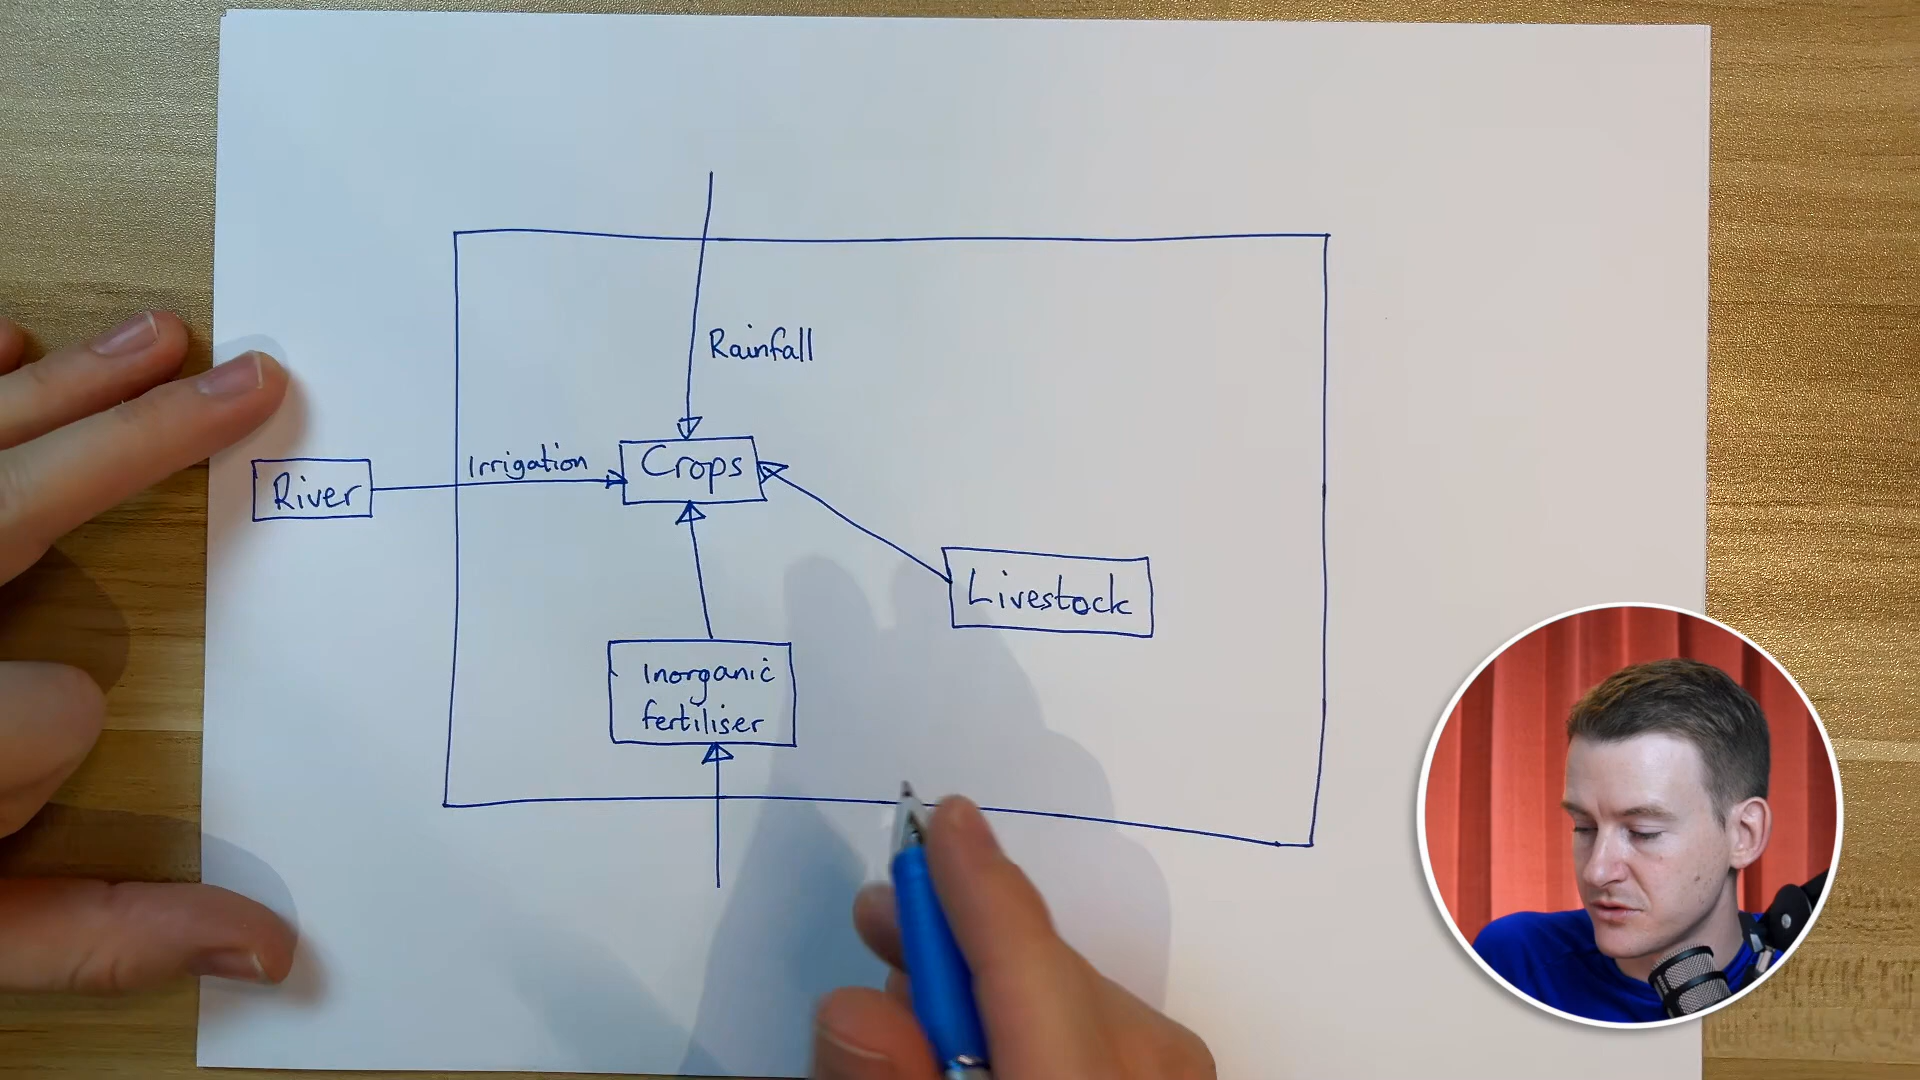 Rainfall
Irrigation
Crops
River
Livestock
Inorganic
fertiliser